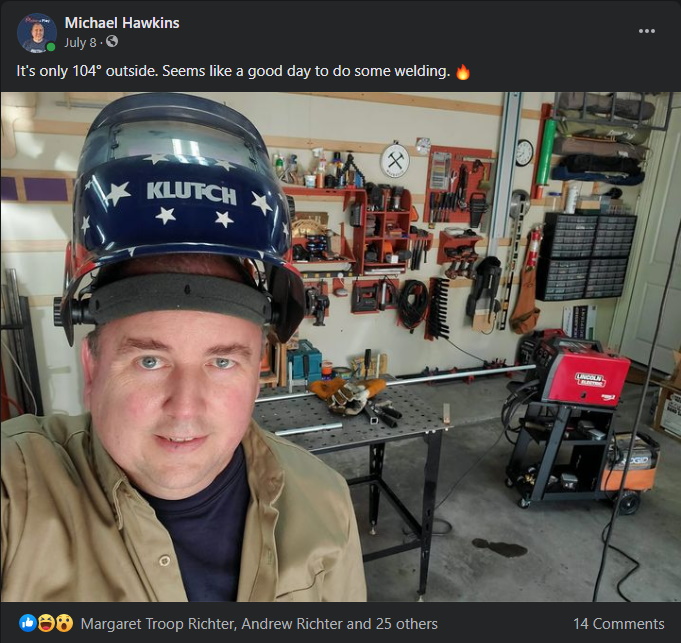 Michael Hawkins
July 8 ·
It's only 104° outside. Seems like a good day to do some welding. 🔥
KLUTCH
LINCOLN
ELECTRIC
RIDGID
Margaret Troop Richter, Andrew Richter and 25 others
14 Comments